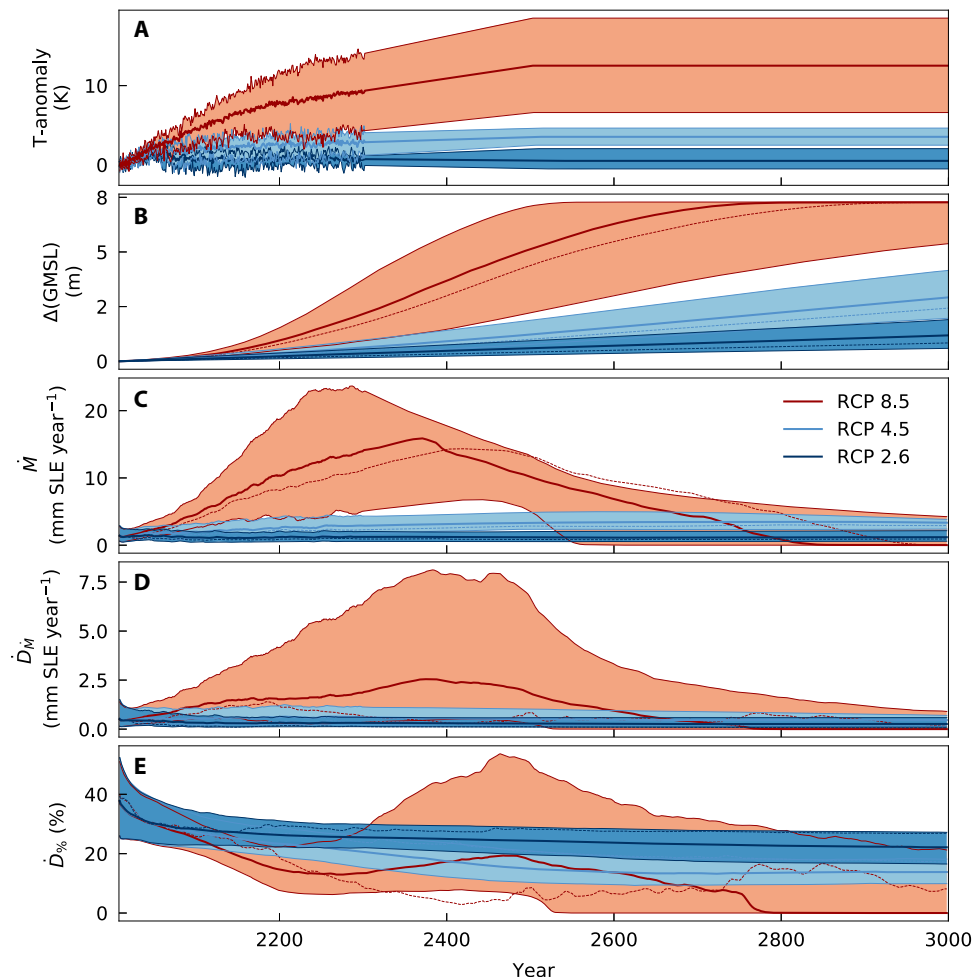 A
T-anomaly
(K)
10
0
B
Δ(GMSL)
(m)
8
5
2
0
C
Ṁ
(mm SLE year⁻¹)
20
10
0
RCP 8.5
RCP 4.5
RCP 2.6
D
Ḋ_Ṁ
(mm SLE year⁻¹)
7.5
5.0
2.5
0.0
E
Ḋ_% (%)
40
20
0
2200
2400
2600
2800
3000
Year